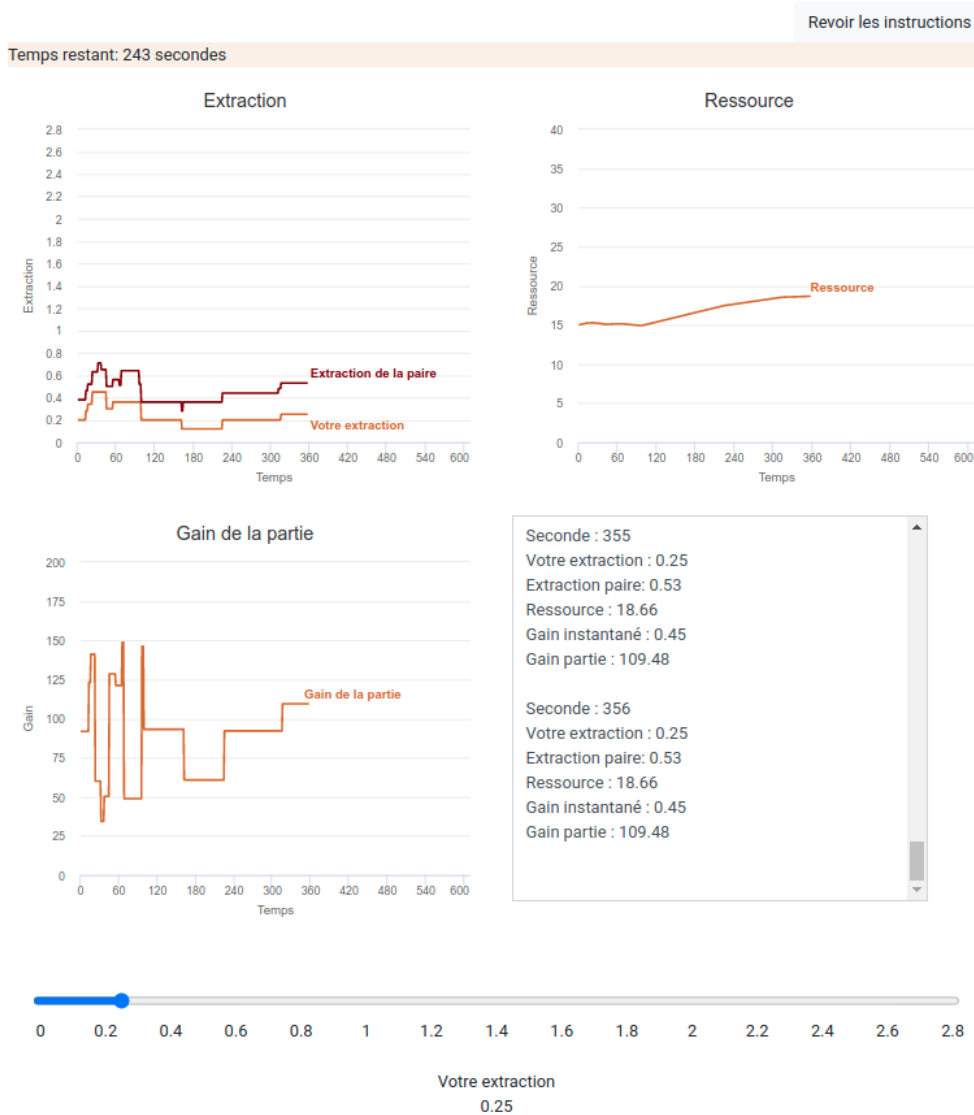 Revoir les instructions
Temps restant: 243 secondes
Extraction
2.8
2.6
2.4
2.2
2
1.8
1.6
1.4
1.2
1
0.8
0.6
0.4
0.2
0
Extraction
Extraction de la paire
Votre extraction
0 60 120 180 240 300 360 420 480 540 600
Temps
Ressource
40
35
30
25
20
15
10
5
0
Ressource
Ressource
0 60 120 180 240 300 360 420 480 540 600
Temps
Gain de la partie
200
175
150
125
100
75
50
25
0
Gain
Gain de la partie
0 60 120 180 240 300 360 420 480 540 600
Temps
Seconde : 355
Votre extraction : 0.25
Extraction paire: 0.53
Ressource : 18.66
Gain instantané : 0.45
Gain partie : 109.48
Seconde : 356
Votre extraction : 0.25
Extraction paire: 0.53
Ressource : 18.66
Gain instantané : 0.45
Gain partie : 109.48
0 0.2 0.4 0.6 0.8 1 1.2 1.4 1.6 1.8 2 2.2 2.4 2.6 2.8
Votre extraction
0.25